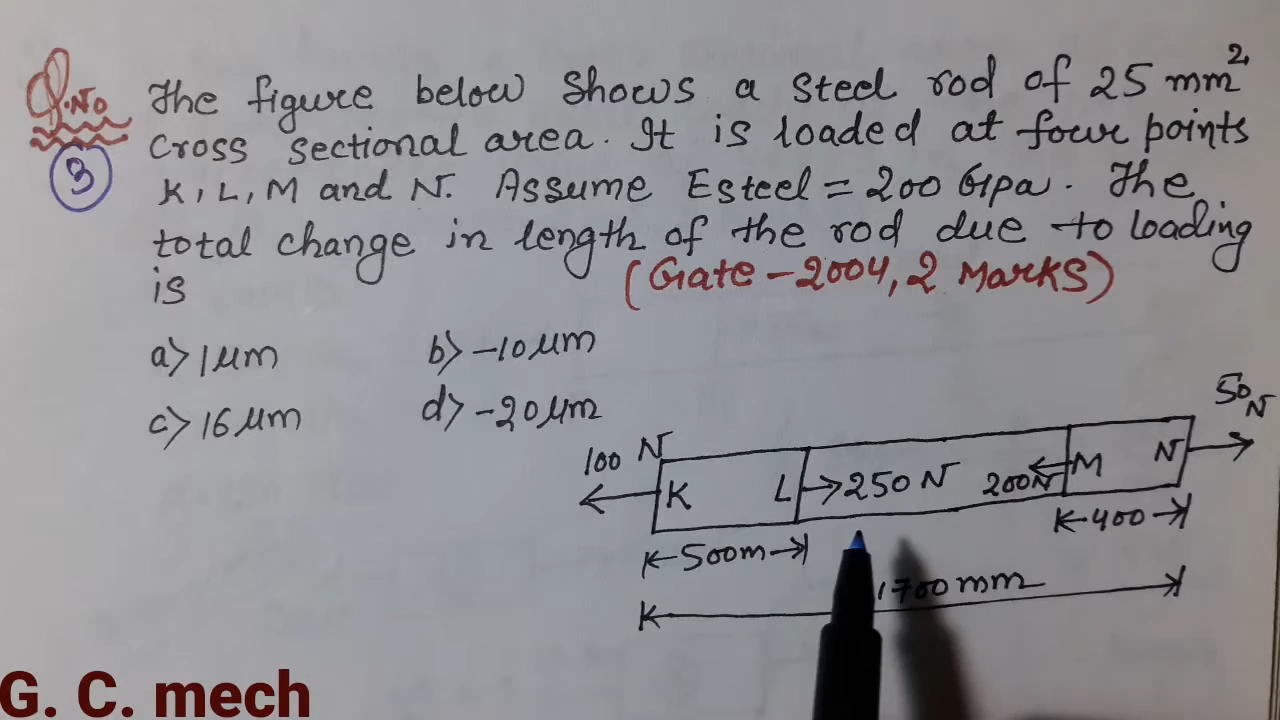 Q.No The figure below Shows a Steel rod of 25 mm²
3 Cross Sectional area. It is loaded at four points
K, L, M and N. Assume Esteel = 200 Gpa. The
total change in length of the rod due to loading
is (Gate - 2004, 2 Marks)
a> 1 μm b> -10 μm
c> 16 μm d> -20 μm
50 N
100 N K L 250 N 200N M N
500m 400
1700 mm
G. C. mech